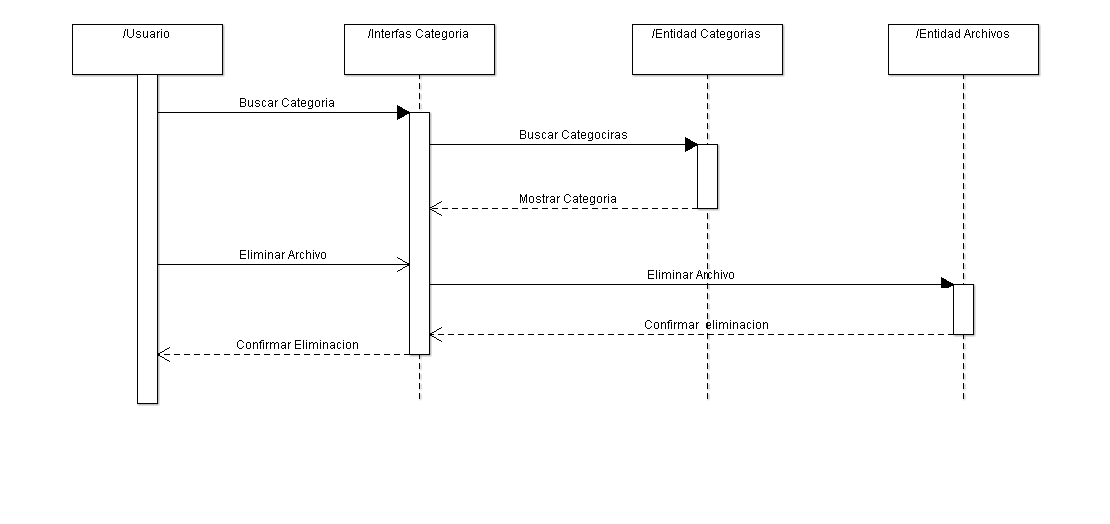 /Usuario
/Interfas Categoria
/Entidad Categorias
/Entidad Archivos
Buscar Categoria
Buscar Categociras
Mostrar Categoria
Eliminar Archivo
Eliminar Archivo
Confirmar eliminacion
Confirmar Eliminacion